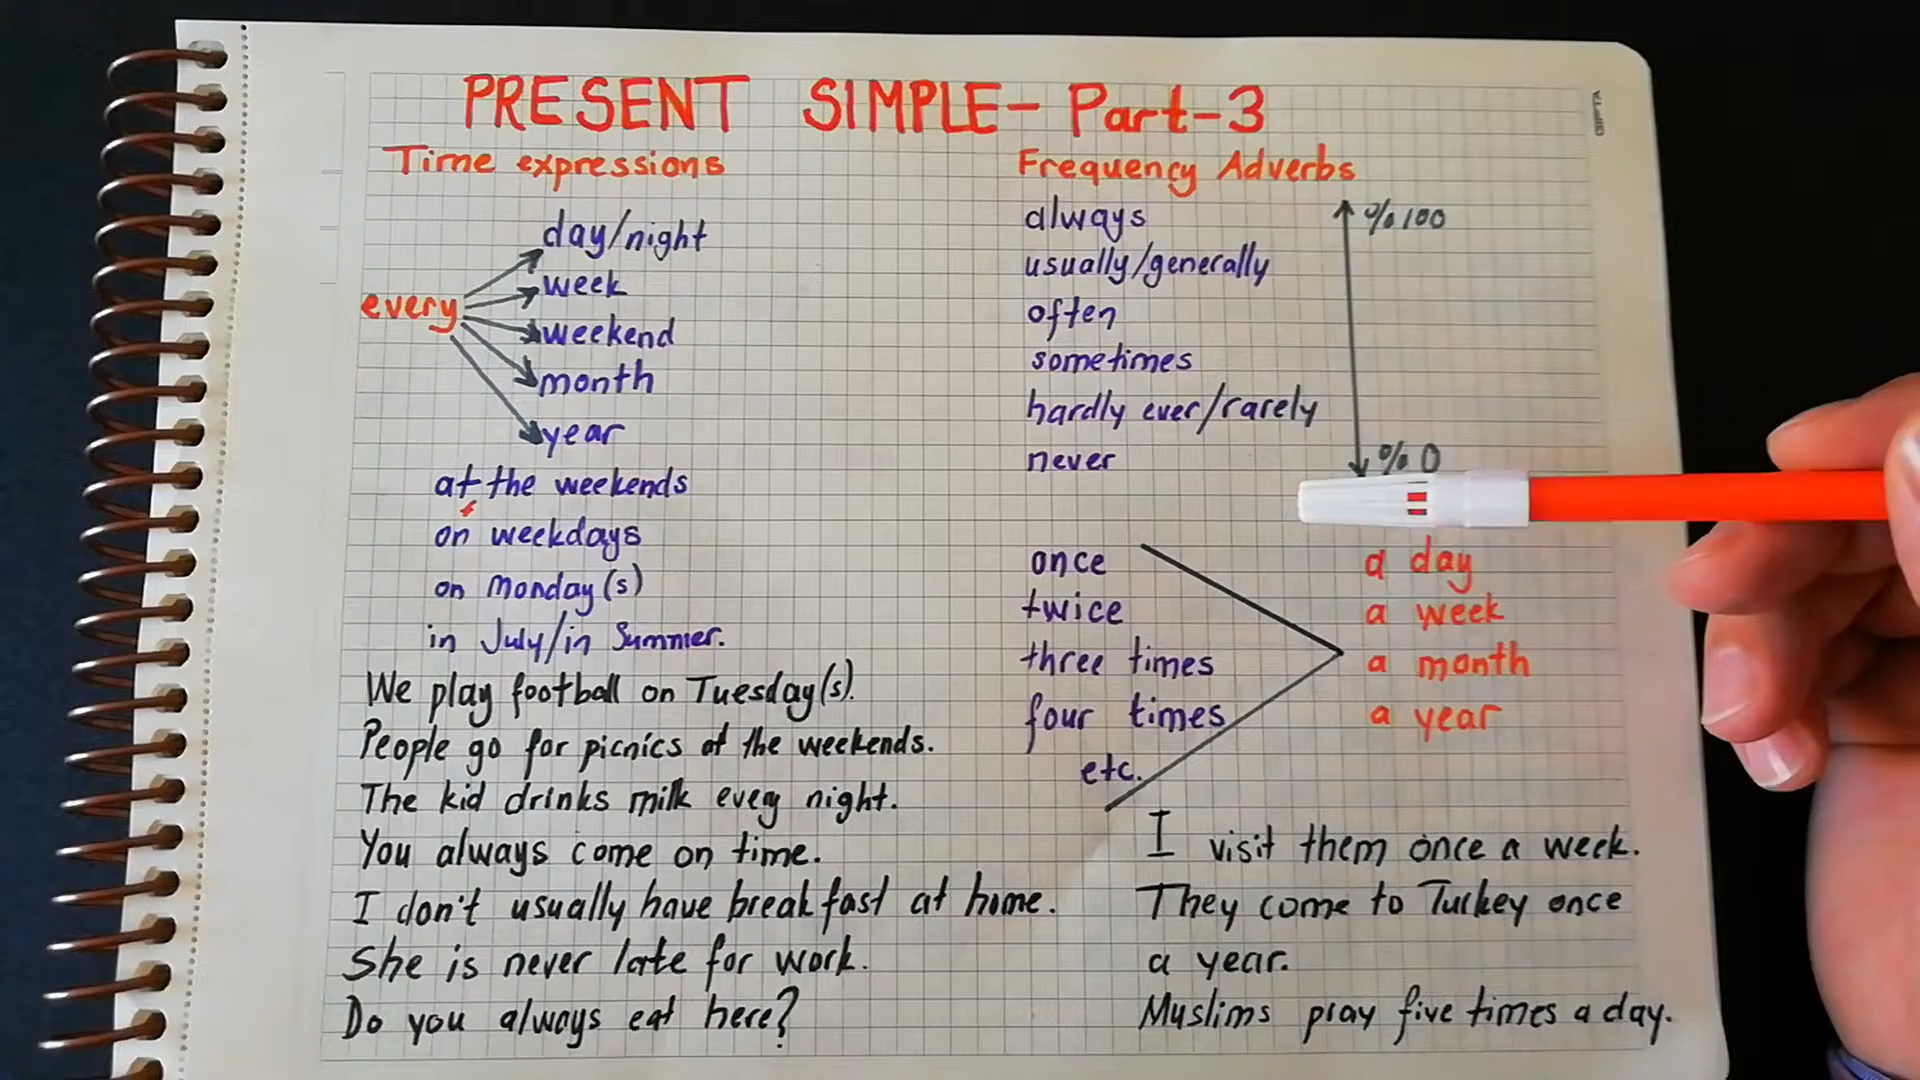 PRESENT SIMPLE- Part-3
Time expressions
every
day/night
week
weekend
month
year
at the weekends
on weekdays
on Monday(s)
in July/in Summer.
We play football on Tuesday(s).
People go for picnics at the weekends.
The kid drinks milk every night.
You always come on time.
I don't usually have breakfast at home.
She is never late for work.
Do you always eat here?
Frequency Adverbs
always
usually/generally
often
sometimes
hardly ever/rarely
never
%100
%0
once
twice
three times
four times
etc.
a day
a week
a month
a year
I visit them once a week.
They come to Turkey once
a year.
Muslims pray five times a day.
GIPTA